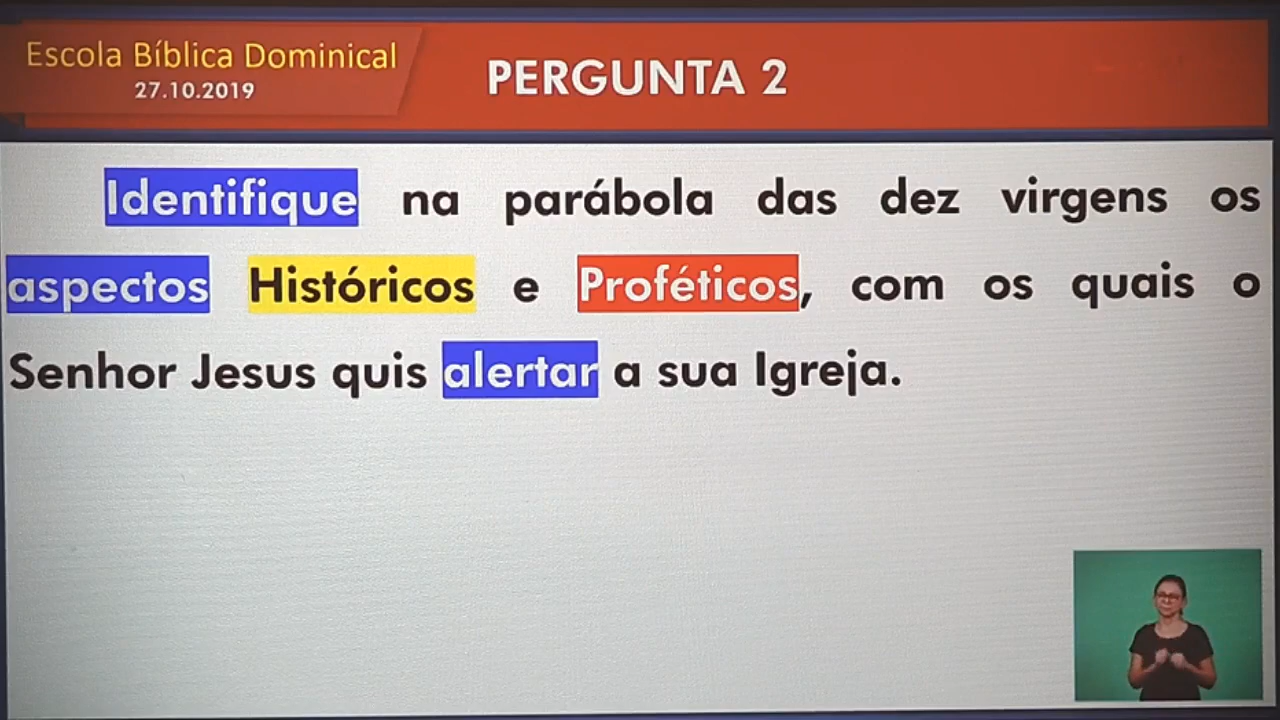 Escola Bíblica Dominical
27.10.2019
PERGUNTA 2
Identifique na parábola das dez virgens os
aspectos Históricos e Proféticos, com os quais o
Senhor Jesus quis alertar a sua Igreja.